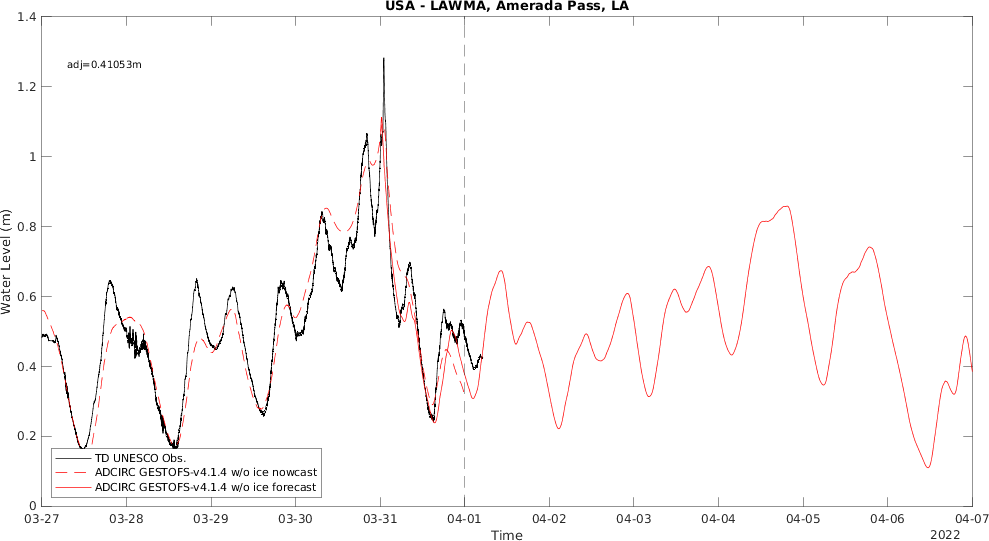 USA - LAWMA, Amerada Pass, LA
1.4
adj=0.41053m
1.2
1
0.8
Water Level (m)
0.6
0.4
0.2
0
TD UNESCO Obs.
ADCIRC GESTOFS-v4.1.4 w/o ice nowcast
ADCIRC GESTOFS-v4.1.4 w/o ice forecast
03-27 03-28 03-29 03-30 03-31 04-01 04-02 04-03 04-04 04-05 04-06 04-07
Time
2022